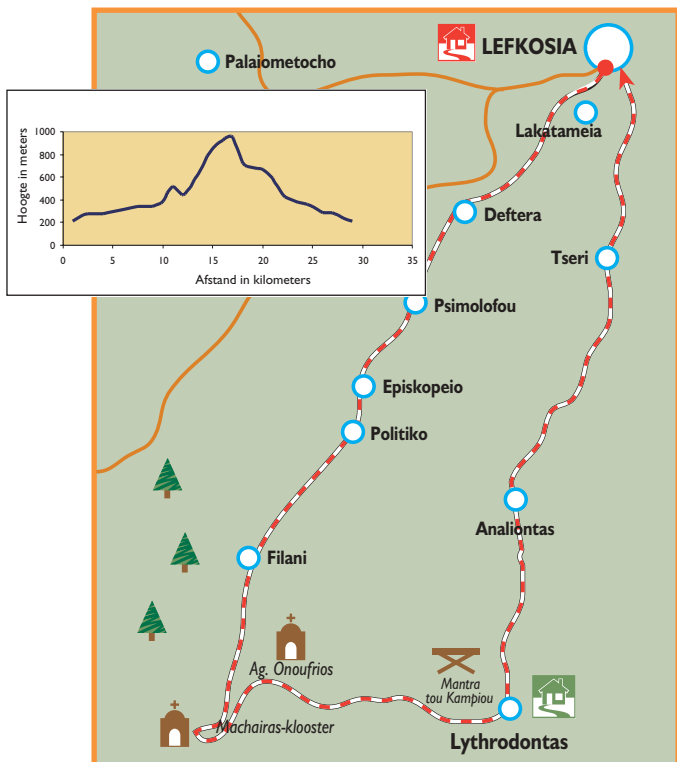 LEFKOSIA
Palaiometocho
Lakatameia
Hoogte in meters
1000
800
600
400
200
0
0 5 10 15 20 25 30 35
Afstand in kilometers
Deftera
Tseri
Psimolofou
Episkopeio
Politiko
Analiontas
Filani
Ag. Onoufrios
Mantra
tou Kampiou
Machairas-klooster
Lythrodontas